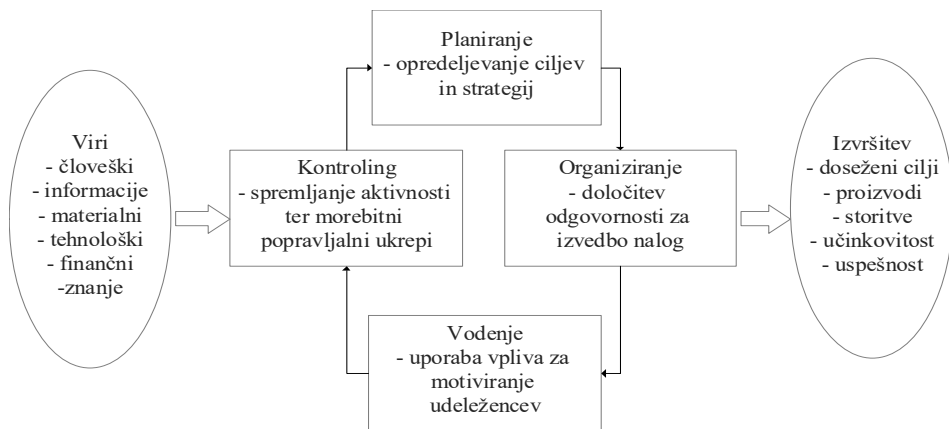 Planiranje
- opredeljevanje ciljev
in strategij
Viri
- človeški
- informacije
- materialni
- tehnološki
- finančni
-znanje
Kontroling
- spremljanje aktivnosti
ter morebitni
popravljalni ukrepi
Organiziranje
- določitev
odgovornosti za
izvedbo nalog
Izvršitev
- doseženi cilji
- proizvodi
- storitve
- učinkovitost
- uspešnost
Vodenje
- uporaba vpliva za
motiviranje
udeležencev